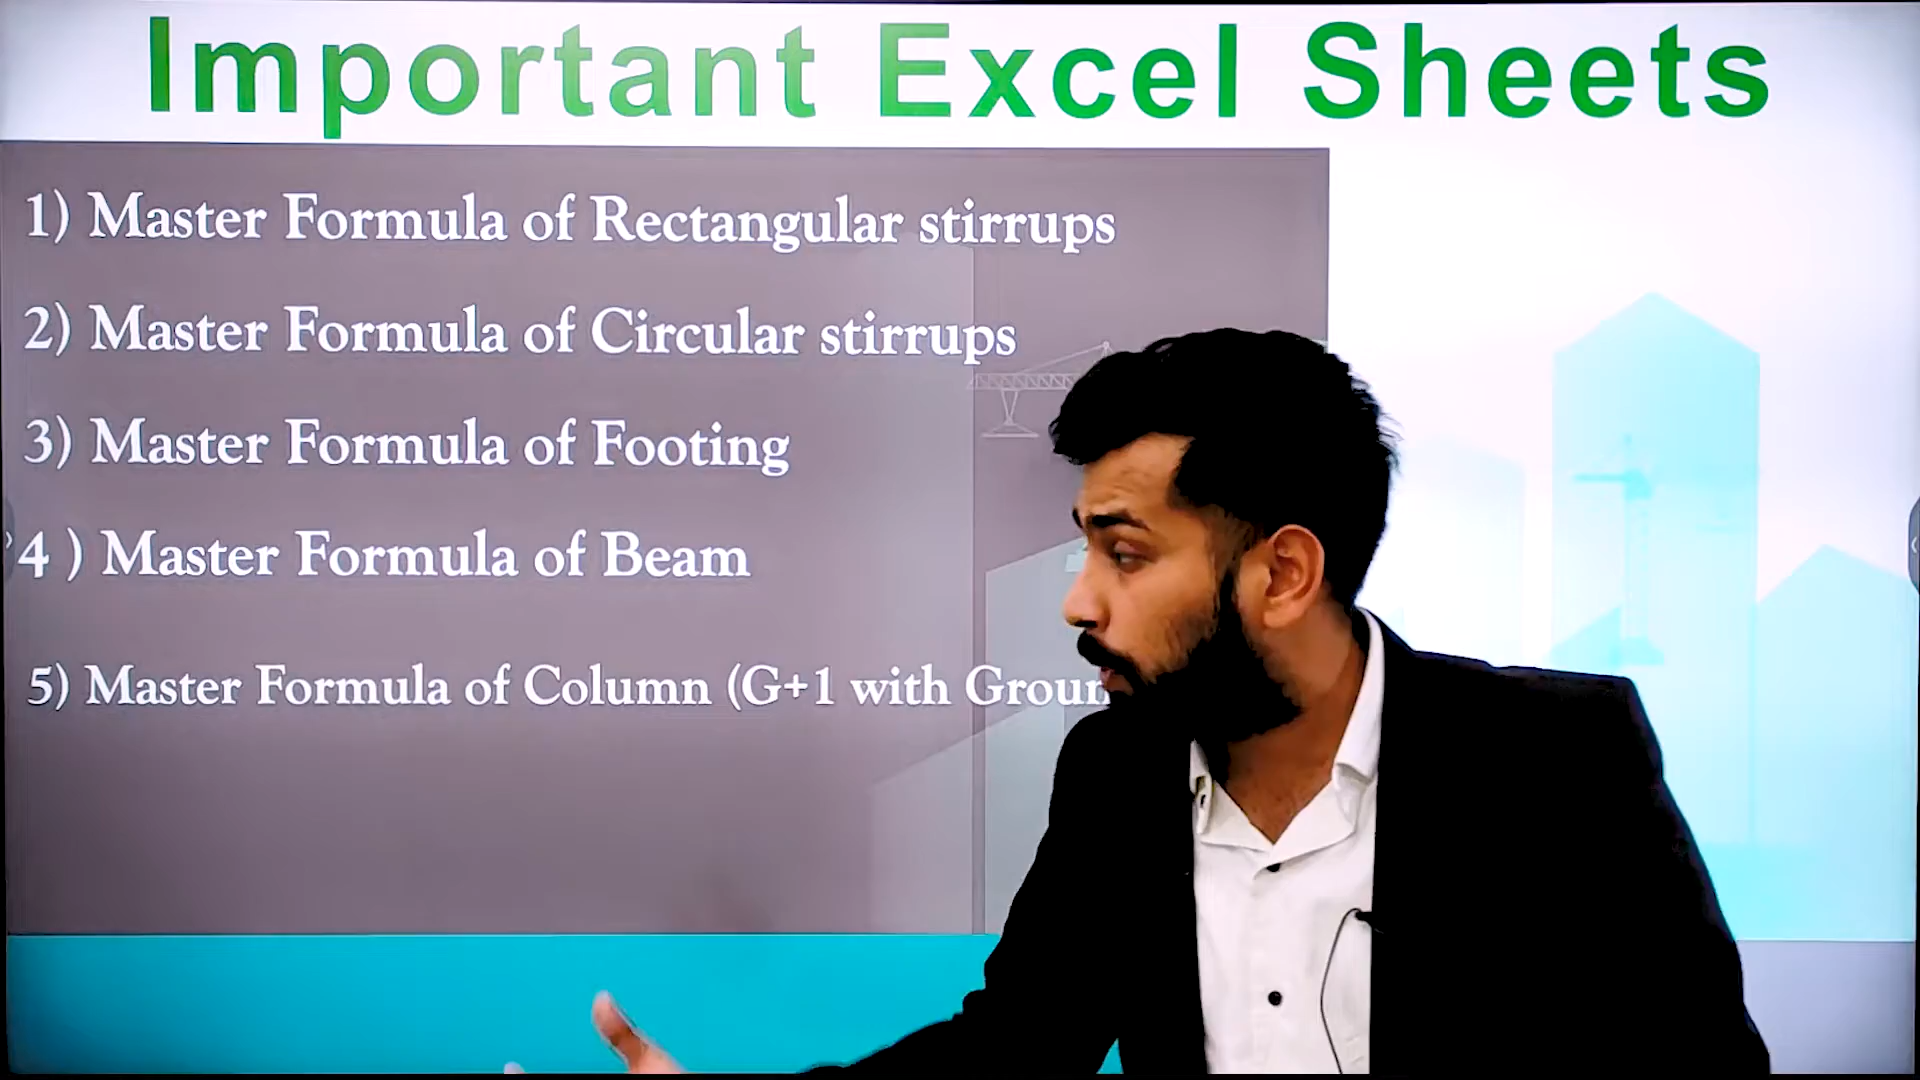 Important Excel Sheets
1) Master Formula of Rectangular stirrups
2) Master Formula of Circular stirrups
3) Master Formula of Footing
4 ) Master Formula of Beam
5) Master Formula of Column (G+1 with